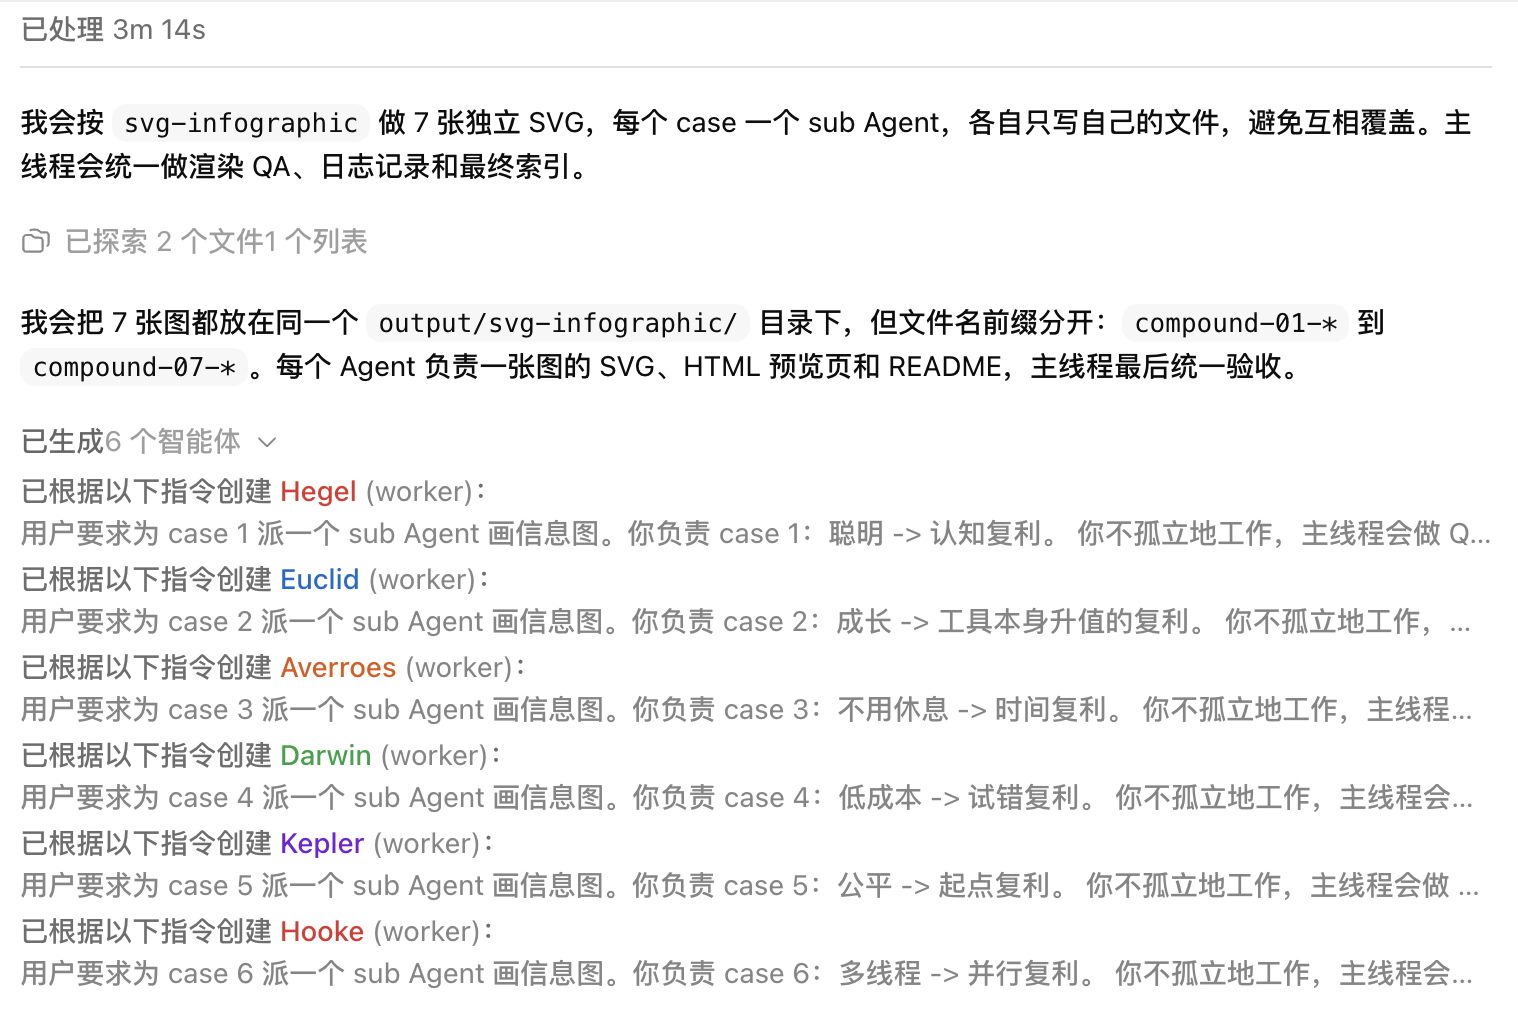 已处理 3m 14s
我会按 svg-infographic 做 7 张独立 SVG，每个 case 一个 sub Agent，各自只写自己的文件，避免互相覆盖。主
线程会统一做渲染 QA、日志记录和最终索引。
已探索 2 个文件1 个列表
我会把 7 张图都放在同一个 output/svg-infographic/ 目录下，但文件名前缀分开：compound-01-* 到
compound-07-* 。每个 Agent 负责一张图的 SVG、HTML 预览页和 README，主线程最后统一验收。
已生成6 个智能体
已根据以下指令创建 Hegel (worker)：
用户要求为 case 1 派一个 sub Agent 画信息图。你负责 case 1：聪明 -> 认知复利。 你不孤立地工作，主线程会做 Q...
已根据以下指令创建 Euclid (worker)：
用户要求为 case 2 派一个 sub Agent 画信息图。你负责 case 2：成长 -> 工具本身升值的复利。 你不孤立地工作，...
已根据以下指令创建 Averroes (worker)：
用户要求为 case 3 派一个 sub Agent 画信息图。你负责 case 3：不用休息 -> 时间复利。 你不孤立地工作，主线程...
已根据以下指令创建 Darwin (worker)：
用户要求为 case 4 派一个 sub Agent 画信息图。你负责 case 4：低成本 -> 试错复利。 你不孤立地工作，主线程会...
已根据以下指令创建 Kepler (worker)：
用户要求为 case 5 派一个 sub Agent 画信息图。你负责 case 5：公平 -> 起点复利。 你不孤立地工作，主线程会做 ...
已根据以下指令创建 Hooke (worker)：
用户要求为 case 6 派一个 sub Agent 画信息图。你负责 case 6：多线程 -> 并行复利。 你不孤立地工作，主线程会...